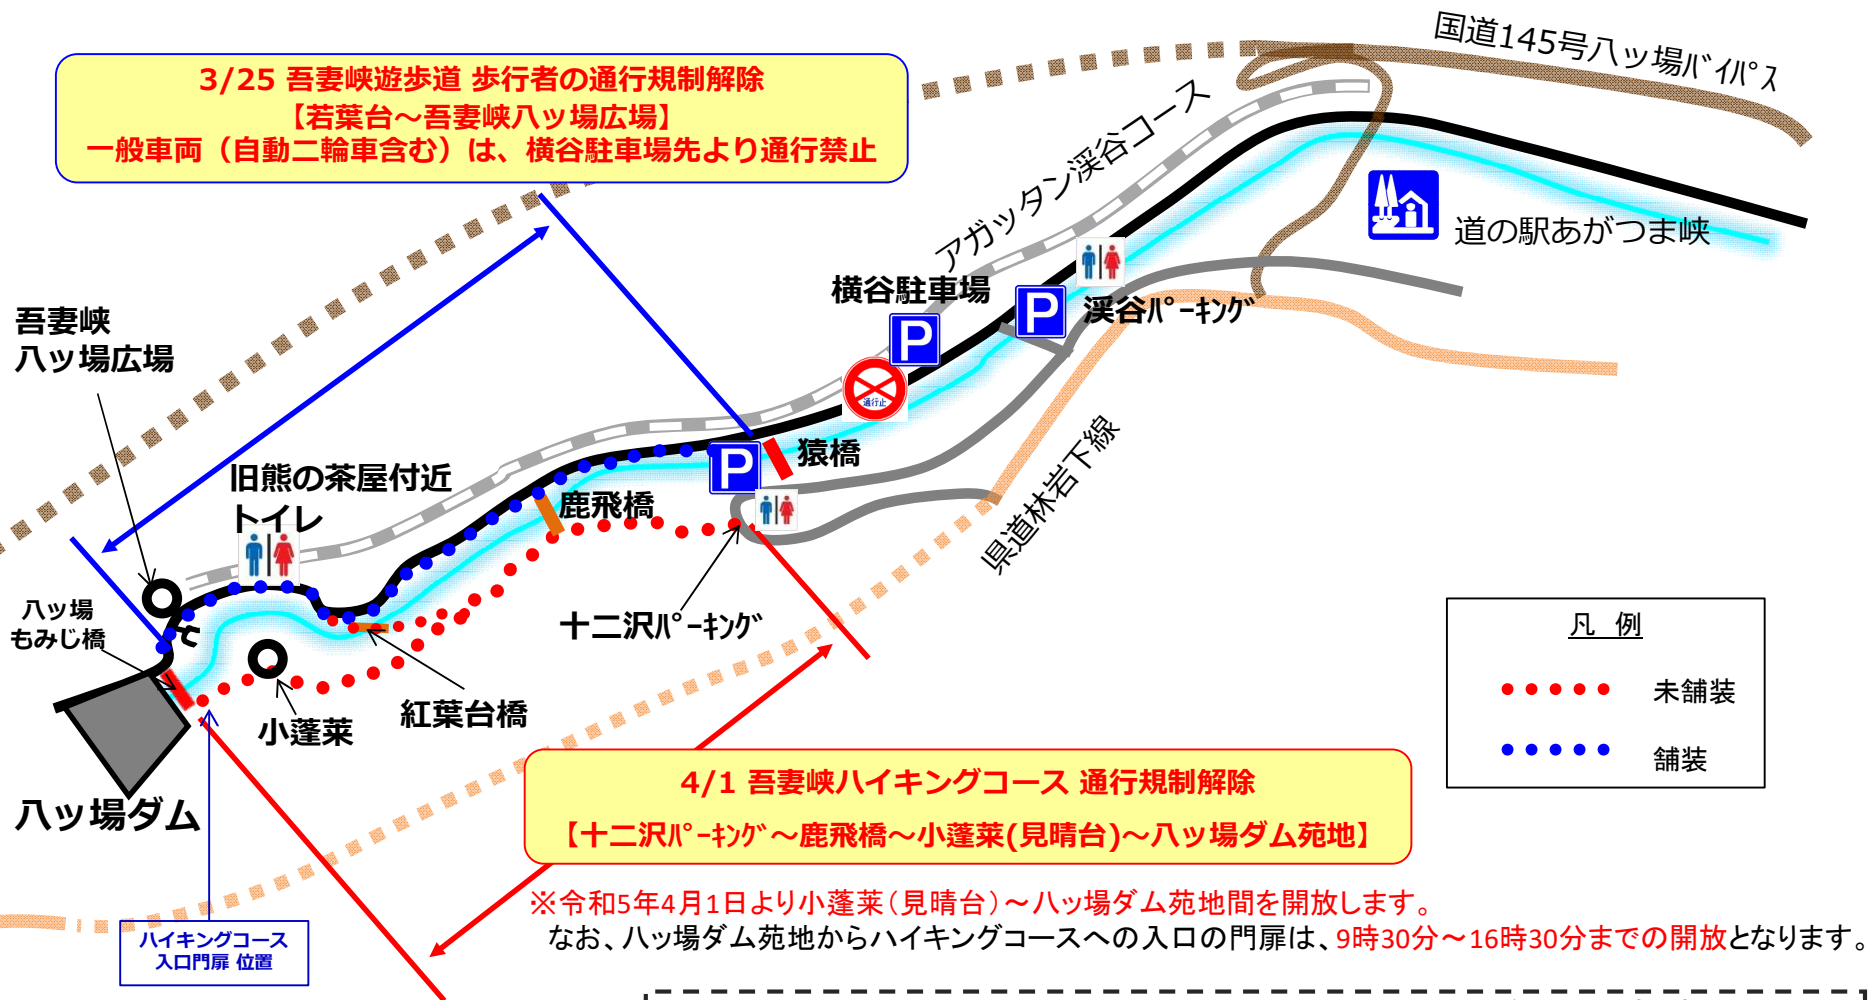 国道145号八ッ場ﾊﾞｲﾊﾟｽ
3/25 吾妻峡遊歩道 歩行者の通行規制解除
【若葉台～吾妻峡八ッ場広場】
一般車両（自動二輪車含む）は、横谷駐車場先より通行禁止
アガッタン渓谷コース
道の駅あがつま峡
横谷駐車場
P
P
渓谷ﾊﾟｰｷﾝｸﾞ
通行止
吾妻峡
八ッ場広場
猿橋
P
旧熊の茶屋付近
トイレ
鹿飛橋
県道林岩下線
八ッ場
もみじ橋
十二沢ﾊﾟｰｷﾝｸﾞ
小蓬莱
紅葉台橋
八ッ場ダム
凡 例
未舗装
舗装
4/1 吾妻峡ハイキングコース 通行規制解除
【十二沢ﾊﾟｰｷﾝｸﾞ～鹿飛橋～小蓬莱(見晴台)～八ッ場ダム苑地】
※令和5年4月1日より小蓬莱（見晴台）～八ッ場ダム苑地間を開放します。
なお、八ッ場ダム苑地からハイキングコースへの入口の門扉は、9時30分～16時30分までの開放となります。
ハイキングコース
入口門扉 位置